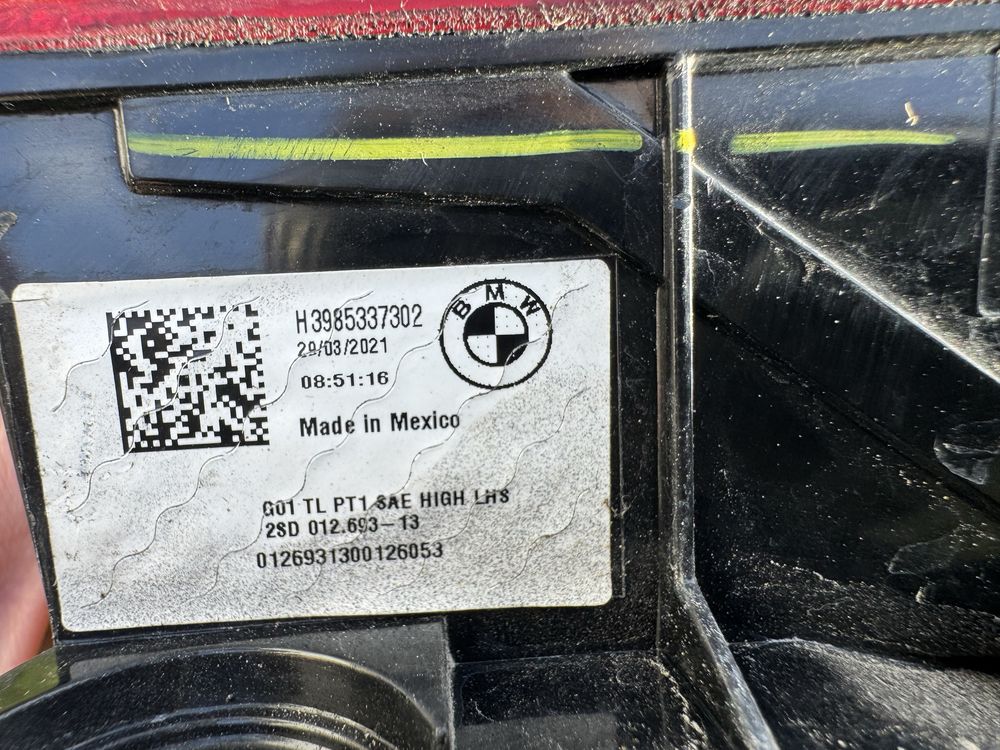 H3985337302
29/03/2021
08:51:16
Made in Mexico
BMW
G01 TL PT1 SAE HIGH LHS
2SD 012.693-13
0126931300126053